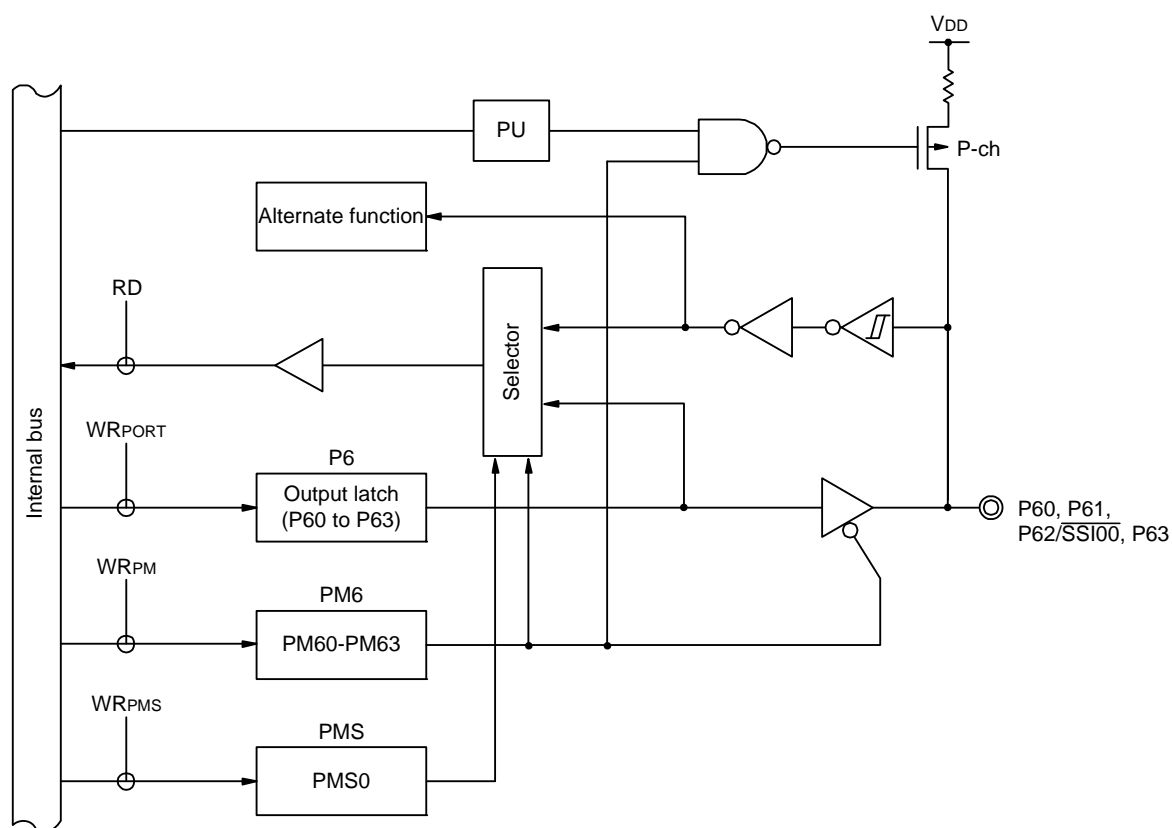 VDD
PU
P-ch
Alternate function
RD
Selector
Internal bus
WRPORT
P6
Output latch
(P60 to P63)
P60, P61,
P62/SSI00, P63
WRPM
PM6
PM60-PM63
WRPMS
PMS
PMS0